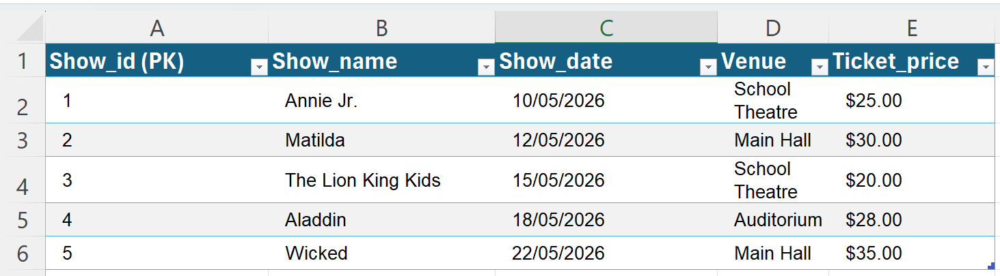 A B C D E
1 Show_id (PK) Show_name Show_date Venue Ticket_price
2 1 Annie Jr. 10/05/2026 School Theatre $25.00
3 2 Matilda 12/05/2026 Main Hall $30.00
4 3 The Lion King Kids 15/05/2026 School Theatre $20.00
5 4 Aladdin 18/05/2026 Auditorium $28.00
6 5 Wicked 22/05/2026 Main Hall $35.00